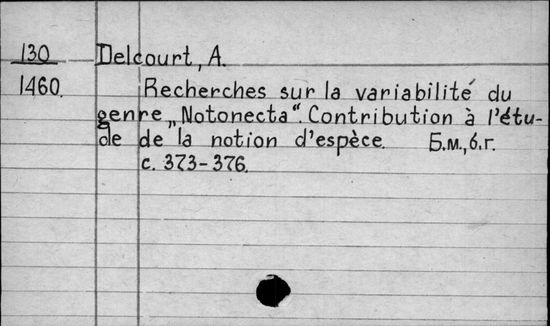 130 Delcourt, A.
1460. Recherches sur la variabilité du
genre „Notonecta“. Contribution à l'étu-
de de la notion d'espèce. Б.м., б.г.
с. 373-376.